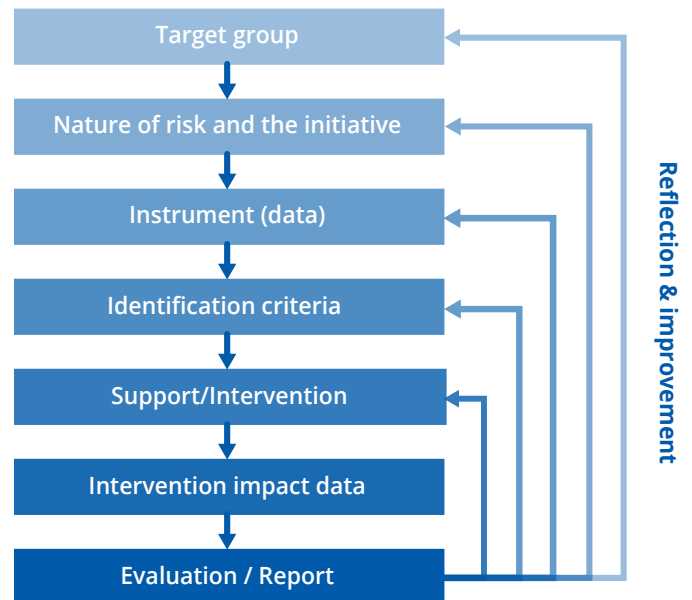 Target group
Nature of risk and the initiative
Instrument (data)
Identification criteria
Support/Intervention
Intervention impact data
Evaluation / Report
Reflection & improvement